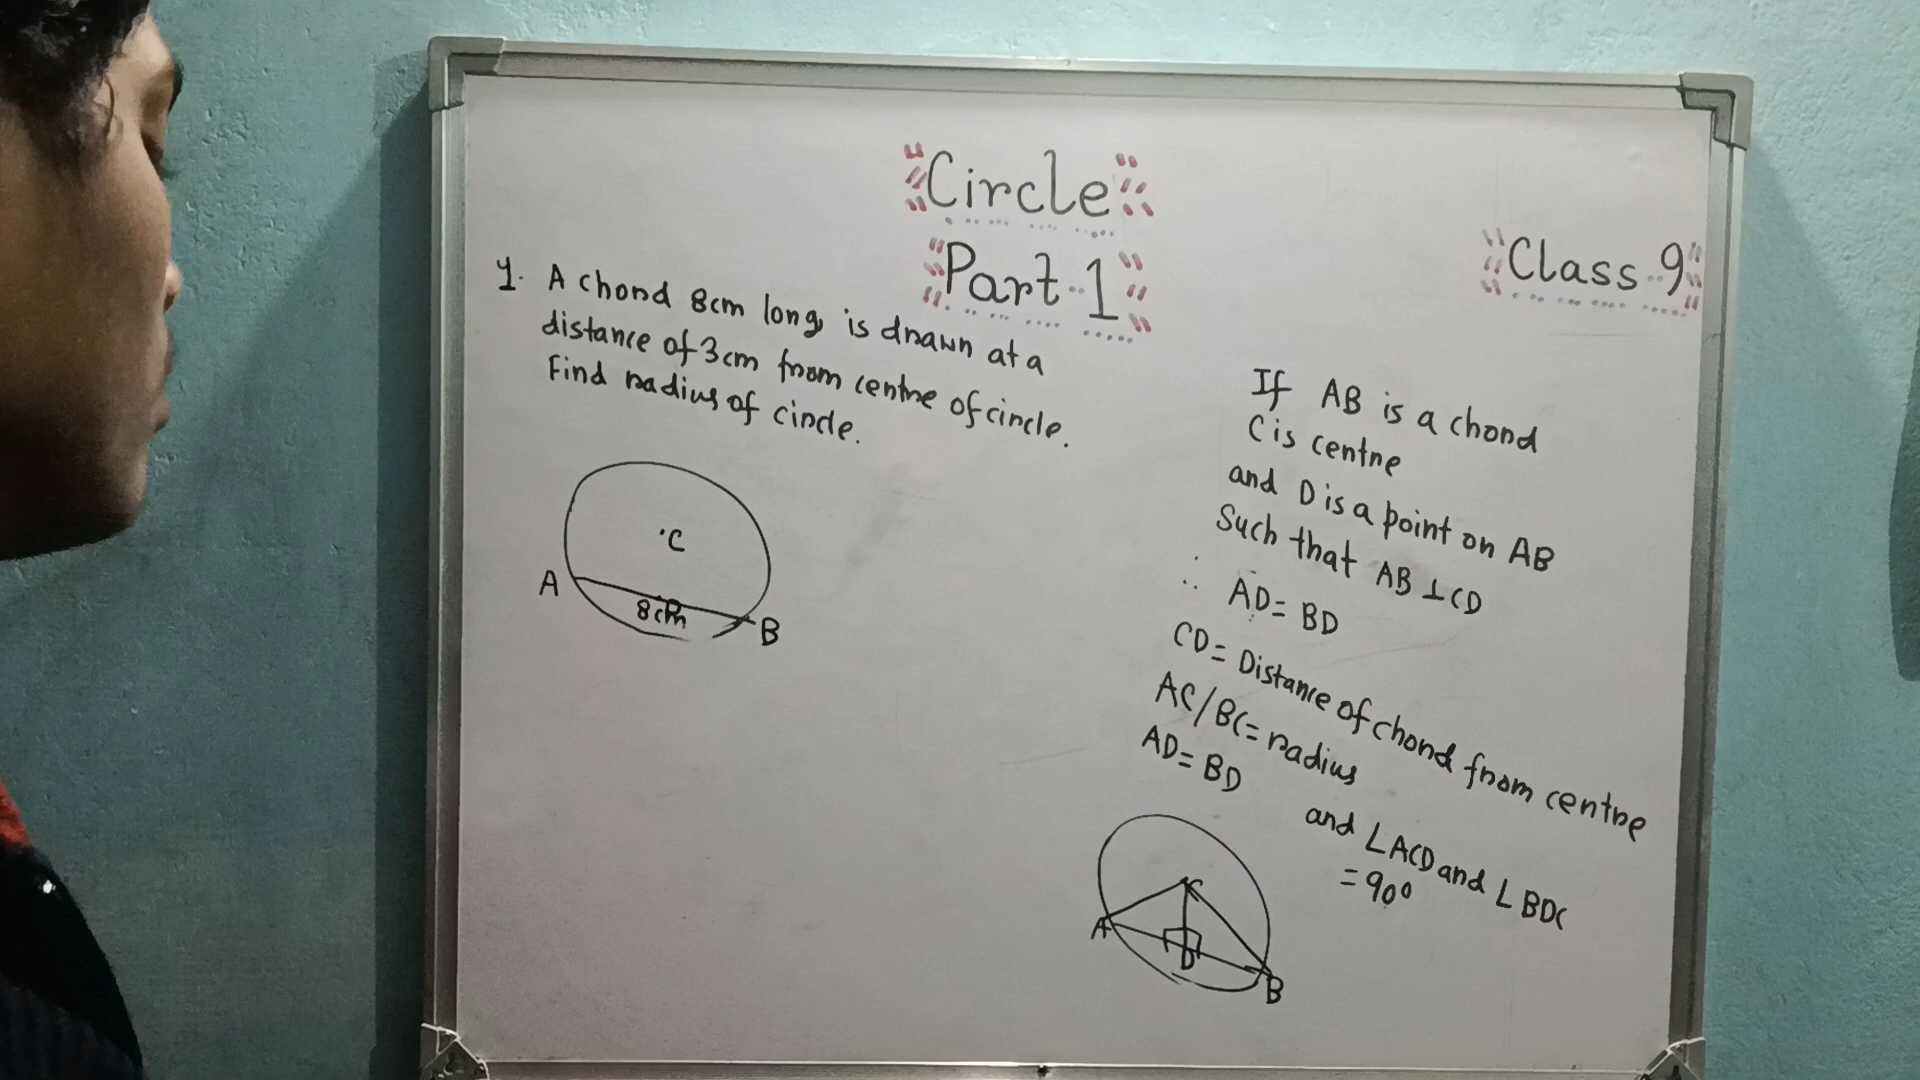 Circle
Part-1
Class-9
1. A chord 8cm long, is drawn at a
distance of 3cm from centre of circle.
Find radius of circle.
C
A
8cm
D
B
If AB is a chord
C is centre
and D is a point on AB
Such that AB ⊥ CD
∴ AD = BD
CD = Distance of chord from centre
AC/BC = radius
AD = BD
and ∠ACD and ∠BDC
= 90°
C
A
D
B